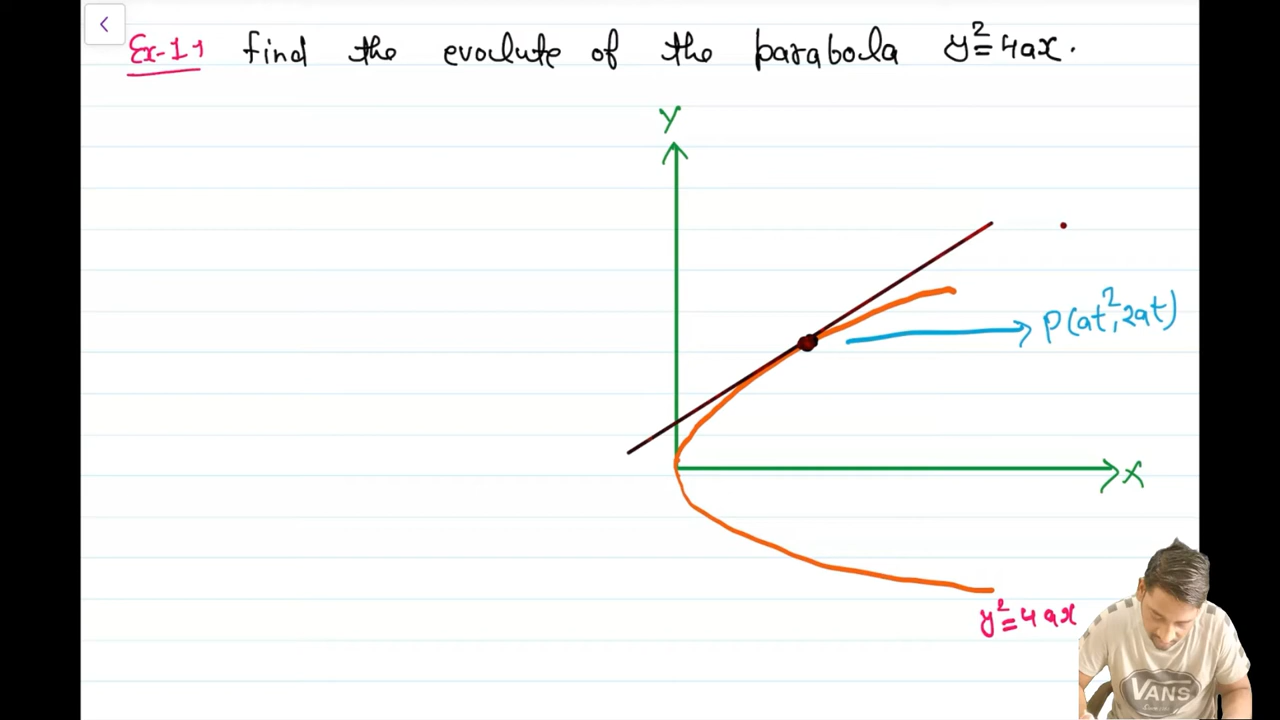 Ex-1→ find the evolute of the parabola y²=4ax.
Y
P(at², 2at)
X
y²=4ax
VANS